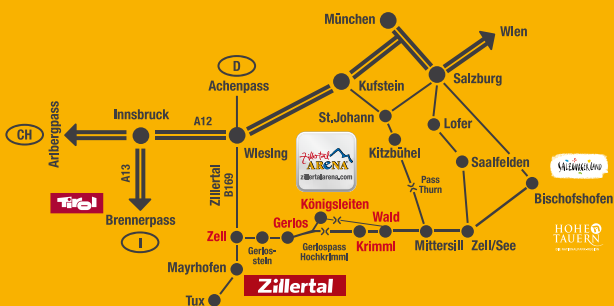 München
Wien
D
Achenpass
Kufstein
Salzburg
Innsbruck
A12
St.Johann
Lofer
CH
Arlbergpass
Wiesing
Zillertal
ARENA
zillertalarena.com
Kitzbühel
Saalfelden
SALZBURGERLAND
A13
Zillertal
B169
Pass
Thurn
Bischofshofen
Tirol
Königsleiten
Brennerpass
I
Zell
Gerlos
Wald
Gerlos-
stein
Gerlospass
Hochkrimml
Krimml
Mittersill
Zell/See
HOHE
TAUERN
Mayrhofen
Zillertal
Tux